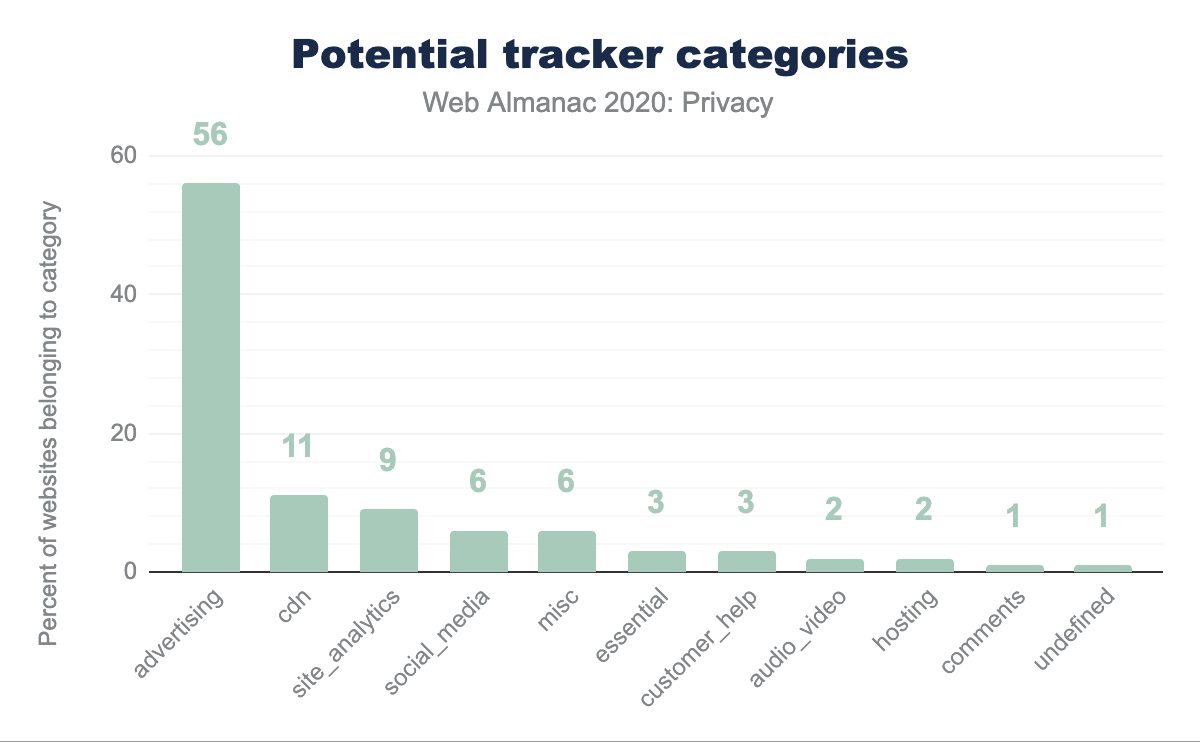 Potential tracker categories
Web Almanac 2020: Privacy
Percent of websites belonging to category
60
40
20
0
56
11
9
6
6
3
3
2
2
1
1
advertising
cdn
site_analytics
social_media
misc
essential
customer_help
audio_video
hosting
comments
undefined